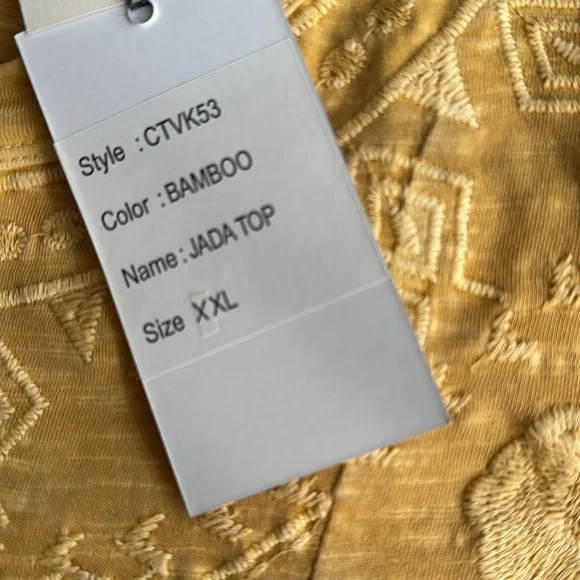 Style : CTVK53
Color : BAMBOO
Name : JADA TOP
Size XXL